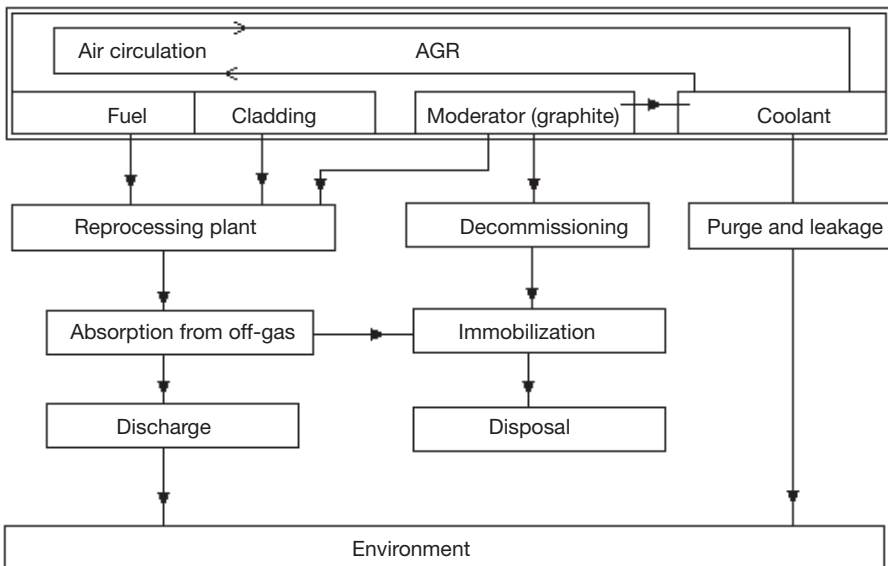 Air circulation
AGR
Fuel
Cladding
Moderator (graphite)
Coolant
Reprocessing plant
Decommissioning
Purge and leakage
Absorption from off-gas
Immobilization
Discharge
Disposal
Environment